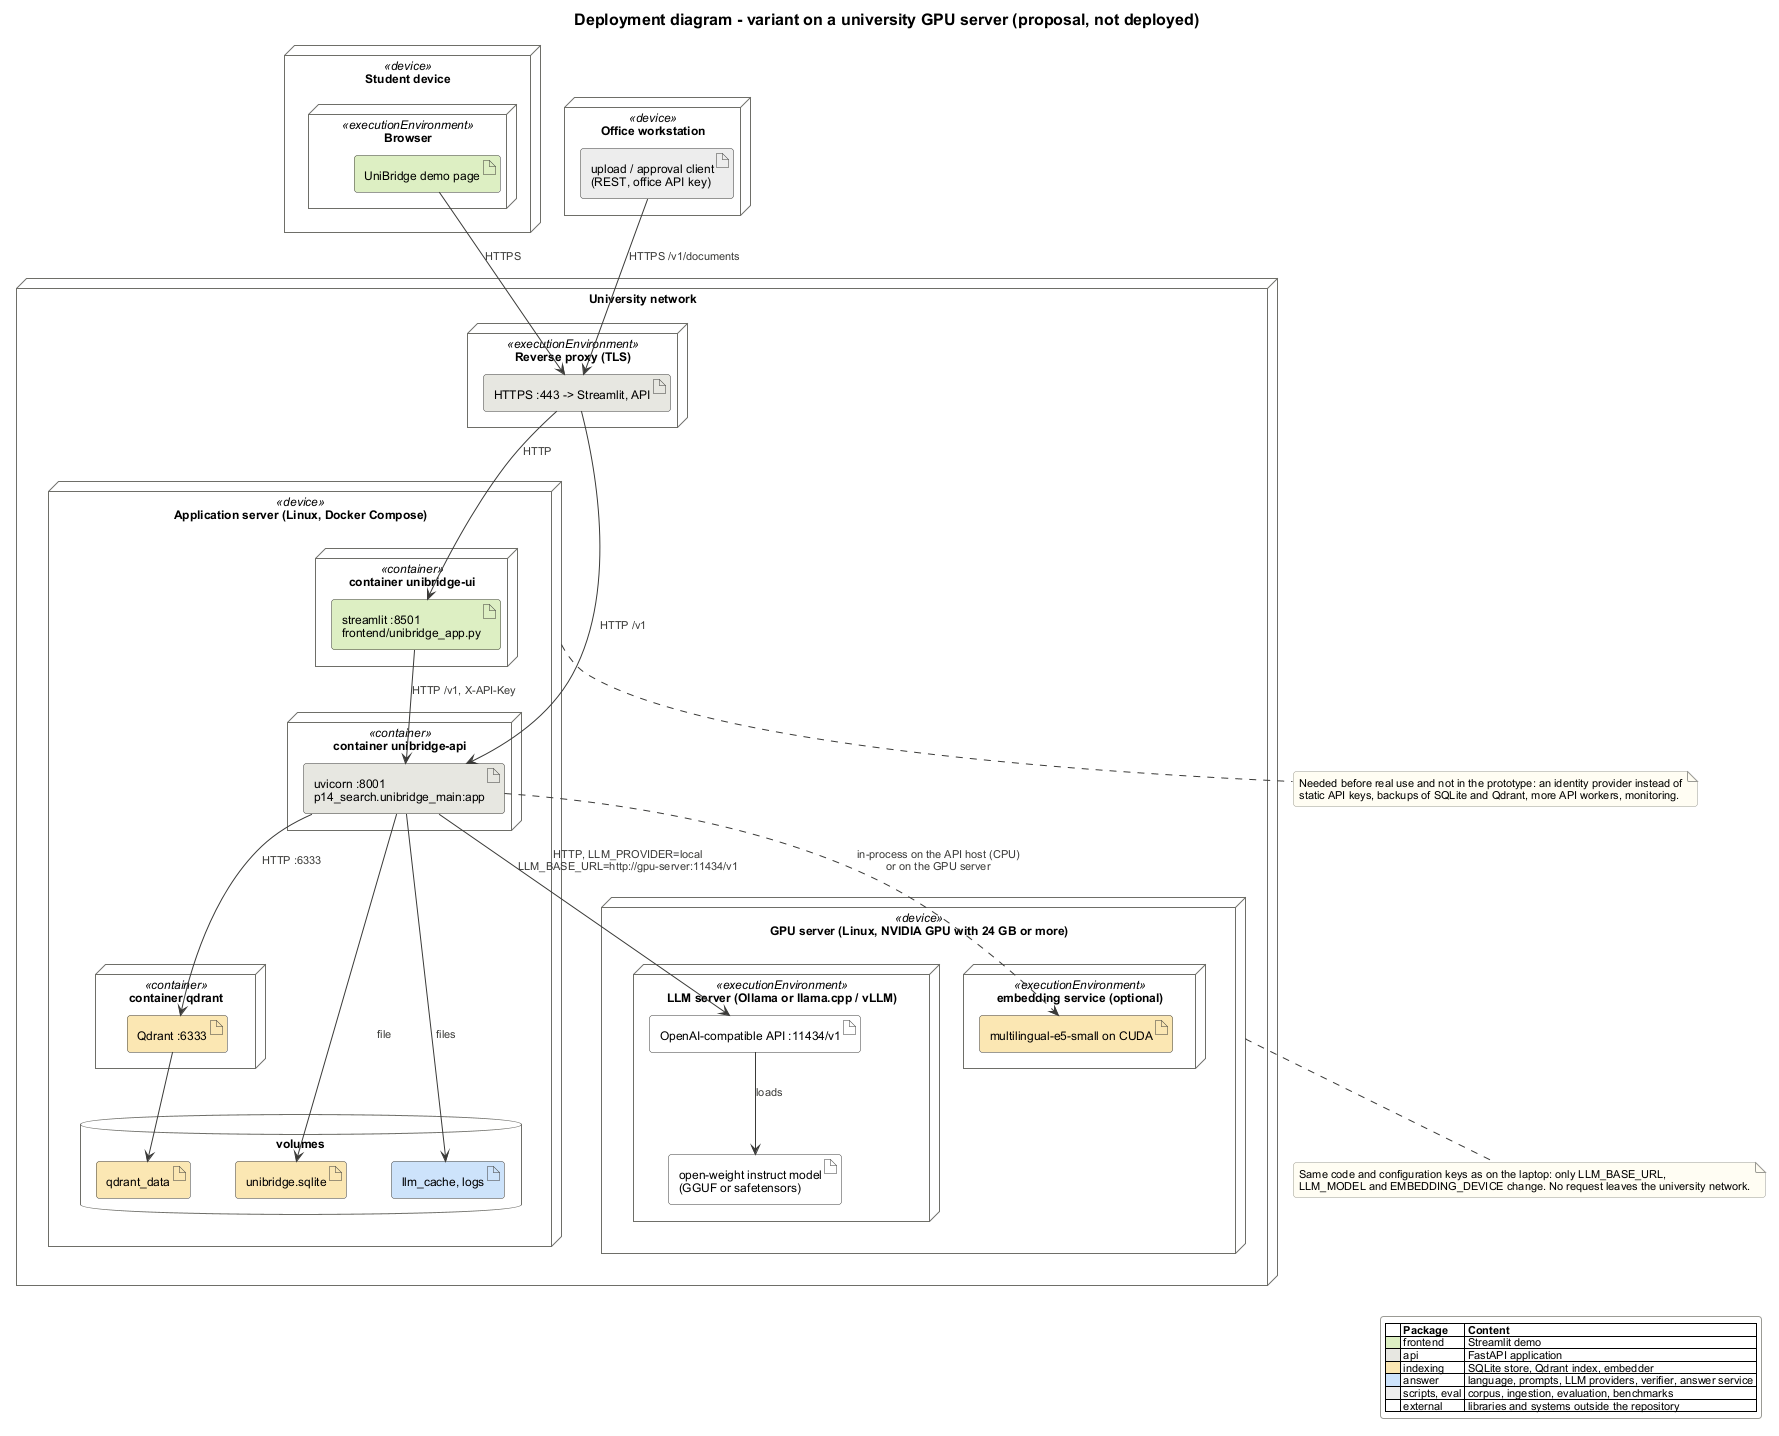 Deployment diagram - variant on a university GPU server (proposal, not deployed)
«device»
Student device
«executionEnvironment»
Browser
UniBridge demo page
«device»
Office workstation
upload / approval client
(REST, office API key)
HTTPS
HTTPS /v1/documents
University network
«executionEnvironment»
Reverse proxy (TLS)
HTTPS :443 -> Streamlit, API
HTTP
«device»
Application server (Linux, Docker Compose)
«container»
container unibridge-ui
streamlit :8501
frontend/unibridge_app.py
HTTP /v1
HTTP /v1, X-API-Key
«container»
container unibridge-api
uvicorn :8001
p14_search.unibridge_main:app
Needed before real use and not in the prototype: an identity provider instead of
static API keys, backups of SQLite and Qdrant, more API workers, monitoring.
HTTP :6333
HTTP, LLM_PROVIDER=local
LLM_BASE_URL=http://gpu-server:11434/v1
in-process on the API host (CPU)
or on the GPU server
«device»
GPU server (Linux, NVIDIA GPU with 24 GB or more)
«container»
container qdrant
Qdrant :6333
file
files
«executionEnvironment»
LLM server (Ollama or llama.cpp / vLLM)
OpenAI-compatible API :11434/v1
«executionEnvironment»
embedding service (optional)
multilingual-e5-small on CUDA
loads
volumes
qdrant_data
unibridge.sqlite
llm_cache, logs
open-weight instruct model
(GGUF or safetensors)
Same code and configuration keys as on the laptop: only LLM_BASE_URL,
LLM_MODEL and EMBEDDING_DEVICE change. No request leaves the university network.
Package Content
frontend Streamlit demo
api FastAPI application
indexing SQLite store, Qdrant index, embedder
answer language, prompts, LLM providers, verifier, answer service
scripts, eval corpus, ingestion, evaluation, benchmarks
external libraries and systems outside the repository